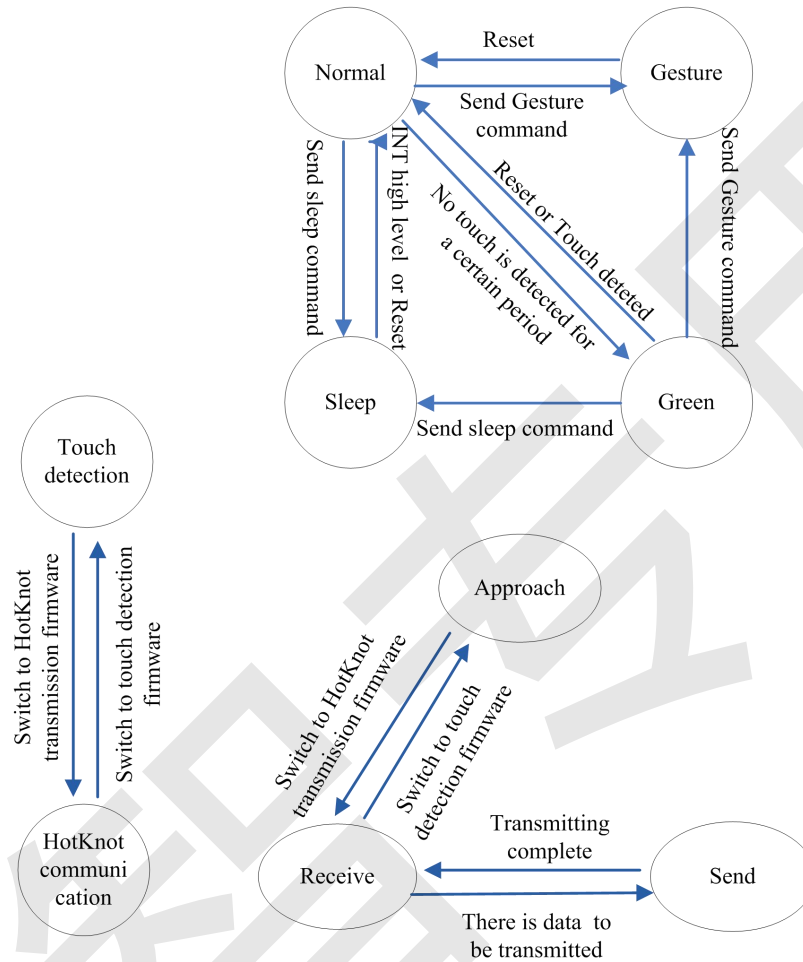 Reset
Normal
Gesture
Send Gesture
command
Send sleep command
INT high level or Reset
Reset or Touch deteted
No touch is detected for
a certain period
Send Gesture command
Sleep
Green
Send sleep command
Touch
detection
Switch to HotKnot
transmission firmware
Switch to touch detection
firmware
HotKnot
communi
cation
Approach
Switch to HotKnot
transmission firmware
Switch to touch
detection firmware
Transmitting
complete
Receive
Send
There is data to
be transmitted